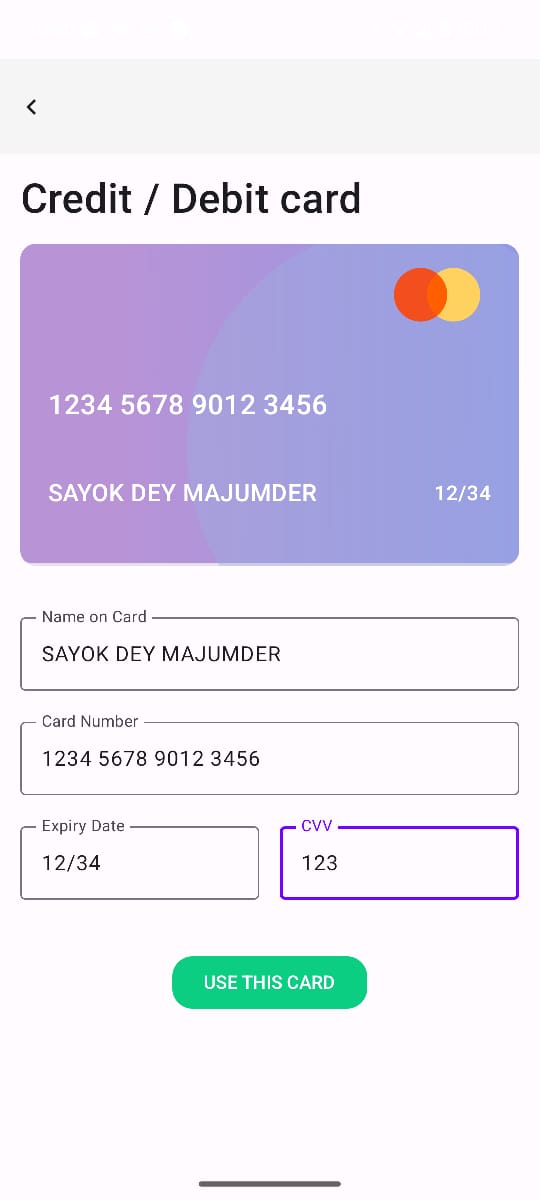 Credit / Debit card
1234 5678 9012 3456
SAYOK DEY MAJUMDER 12/34
Name on Card
SAYOK DEY MAJUMDER
Card Number
1234 5678 9012 3456
Expiry Date CVV
12/34 123
USE THIS CARD